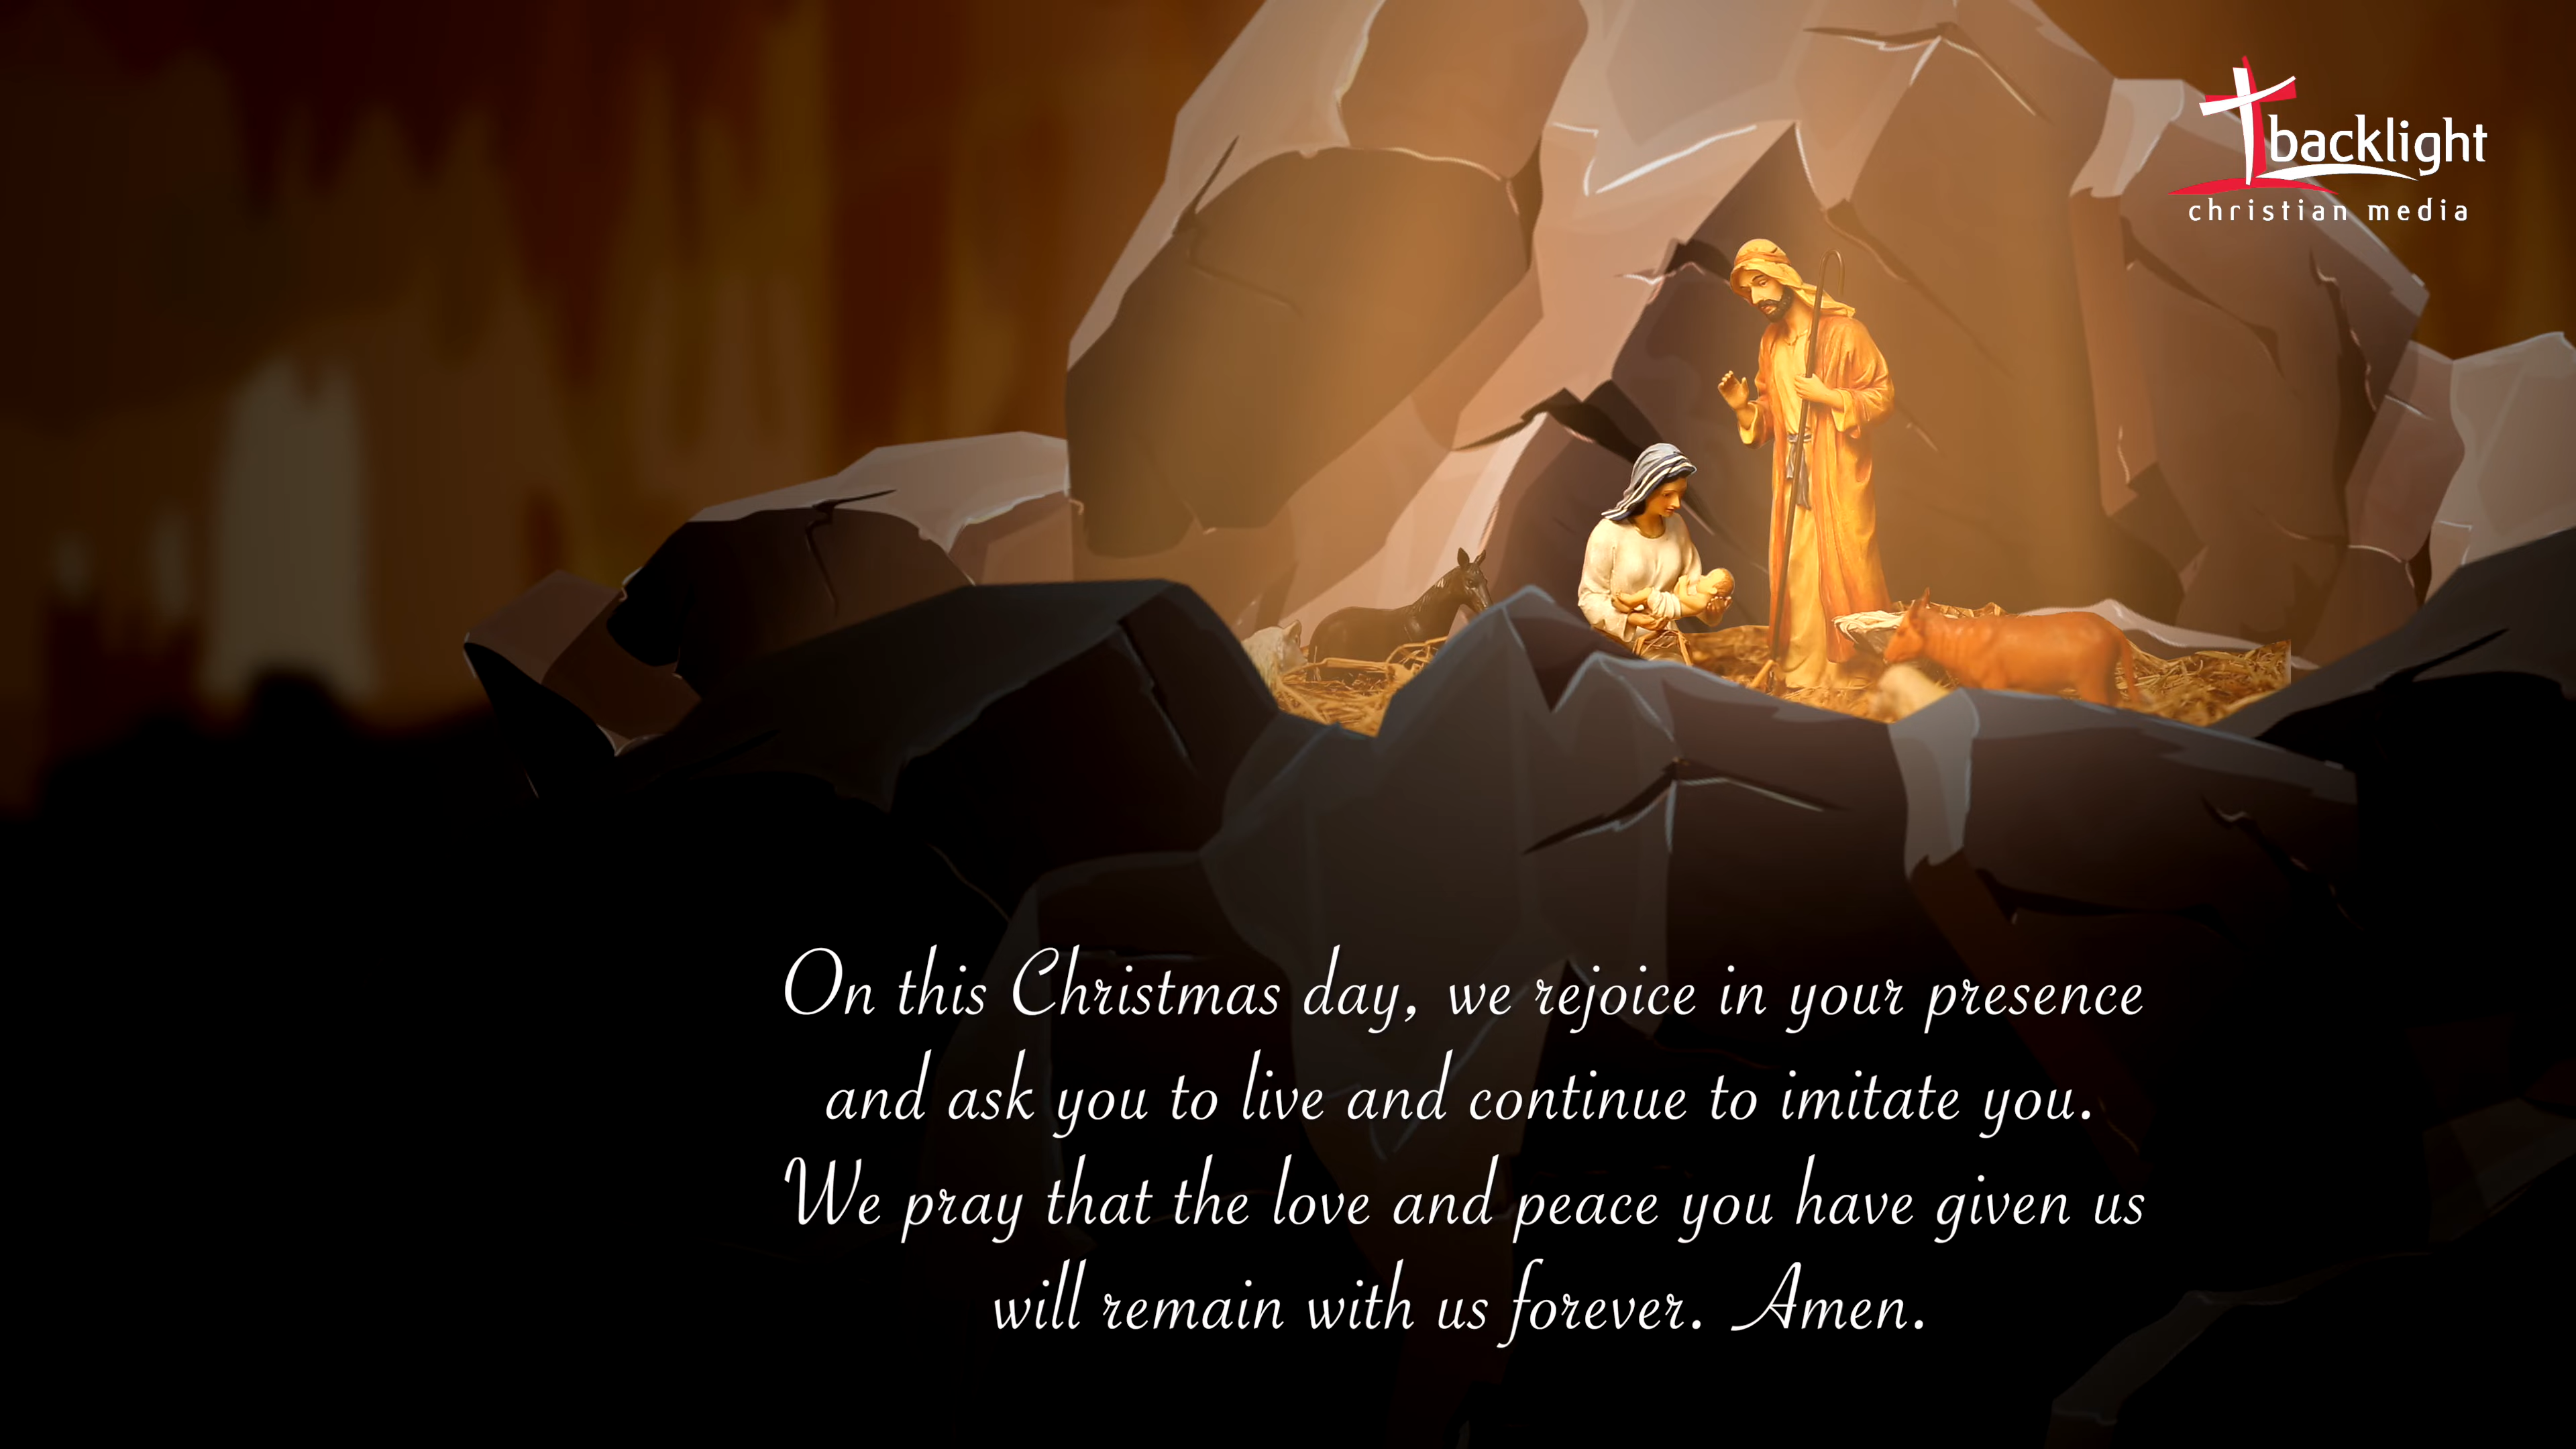 backlight
christian media
On this Christmas day, we rejoice in your presence
and ask you to live and continue to imitate you.
We pray that the love and peace you have given us
will remain with us forever. Amen.